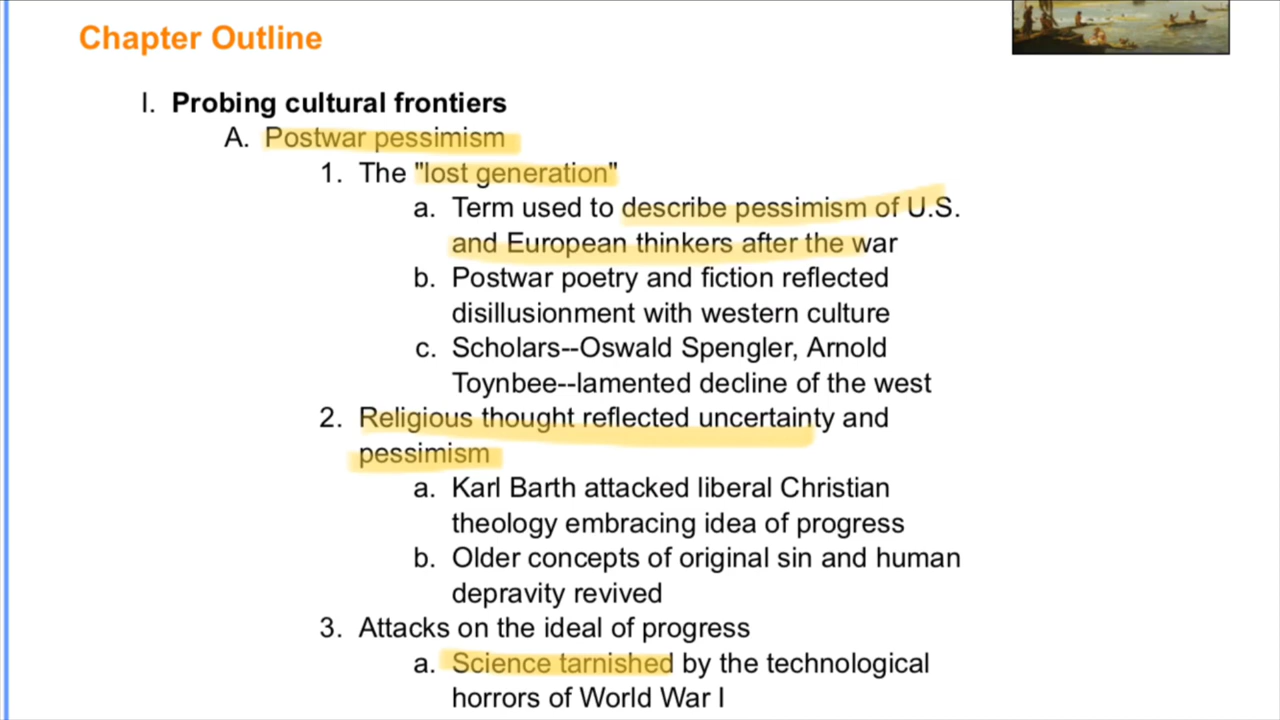 Chapter Outline
I. Probing cultural frontiers
A. Postwar pessimism
1. The "lost generation"
a. Term used to describe pessimism of U.S.
and European thinkers after the war
b. Postwar poetry and fiction reflected
disillusionment with western culture
c. Scholars--Oswald Spengler, Arnold
Toynbee--lamented decline of the west
2. Religious thought reflected uncertainty and
pessimism
a. Karl Barth attacked liberal Christian
theology embracing idea of progress
b. Older concepts of original sin and human
depravity revived
3. Attacks on the ideal of progress
a. Science tarnished by the technological
horrors of World War I